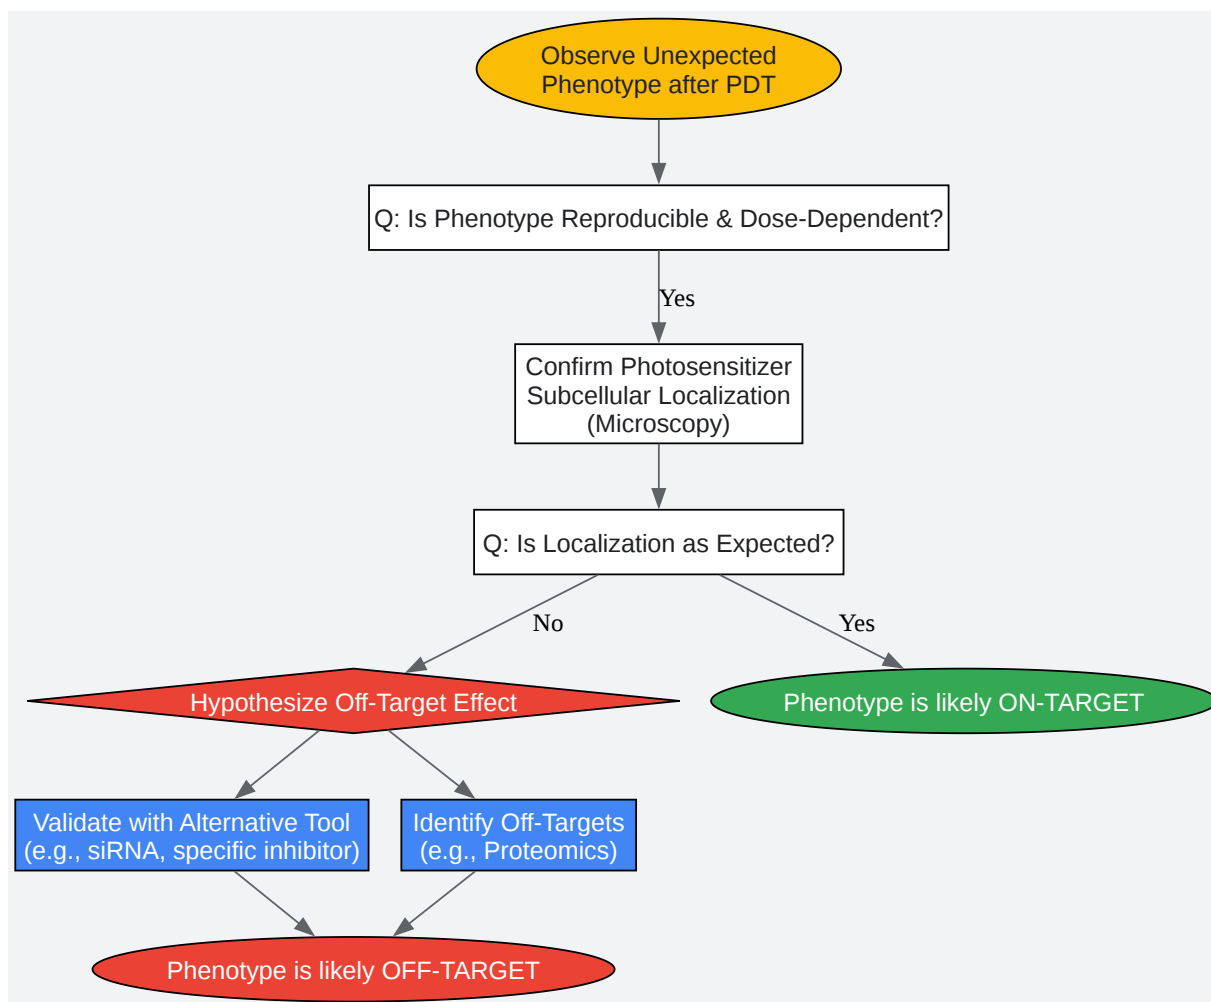 Observe Unexpected
Phenotype after PDT
Q: Is Phenotype Reproducible & Dose-Dependent?
Yes
Confirm Photosensitizer
Subcellular Localization
(Microscopy)
Q: Is Localization as Expected?
No
Yes
Hypothesize Off-Target Effect
Phenotype is likely ON-TARGET
Validate with Alternative Tool
(e.g., siRNA, specific inhibitor)
Identify Off-Targets
(e.g., Proteomics)
Phenotype is likely OFF-TARGET